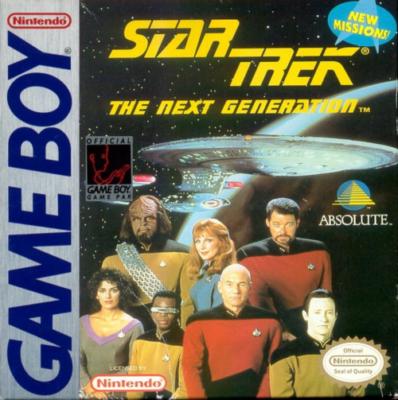 Nintendo®
GAME BOY
STAR TREK®
THE NEXT GENERATION™
NEW MISSIONS!
OFFICIAL
GAME BOY
GAME PAK
ABSOLUTE™
LICENSED BY
Nintendo
Official
Nintendo
Seal of Quality